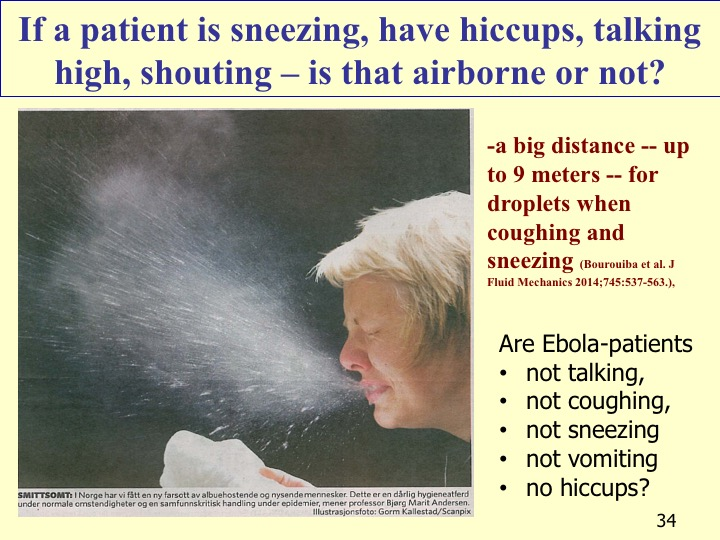 If a patient is sneezing, have hiccups, talking
high, shouting – is that airborne or not?
-a big distance -- up
to 9 meters -- for
droplets when
coughing and
sneezing (Bourouiba et al. J
Fluid Mechanics 2014;745:537-563.),
Are Ebola-patients
• not talking,
• not coughing,
• not sneezing
• not vomiting
• no hiccups?
SMITTSOMT: I Norge har vi fått en ny farsott av albuehostende og nysende mennesker. Dette er en dårlig hygieneatferd
under normale omstendigheter og en samfunnskritisk handling under epidemier, mener professor Bjørg Marit Andersen.
Illustrasjonsfoto: Gorm Kallestad/Scanpix
34